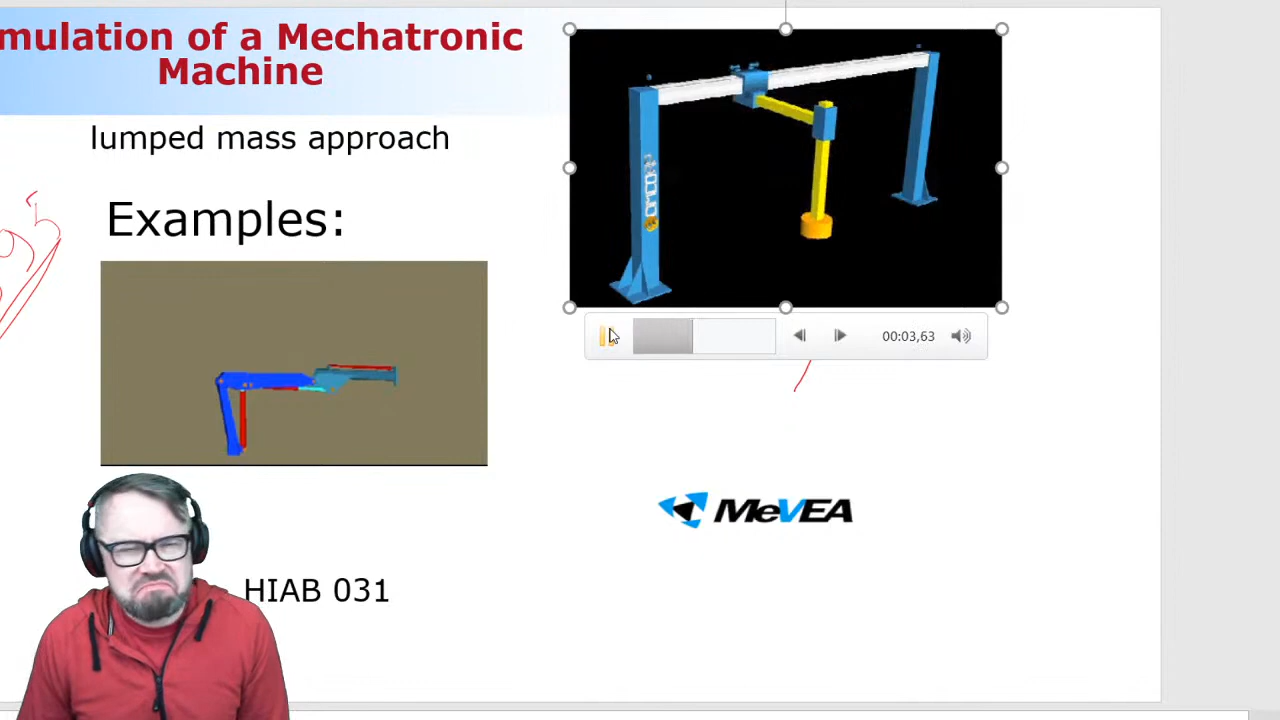 mulation of a Mechatronic
Machine
lumped mass approach
Examples:
00:03,63
MeVEA
HIAB 031